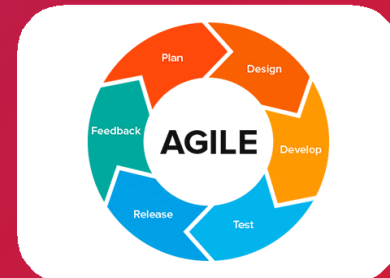 Plan
Design
Feedback
AGILE
Develop
Release
Test